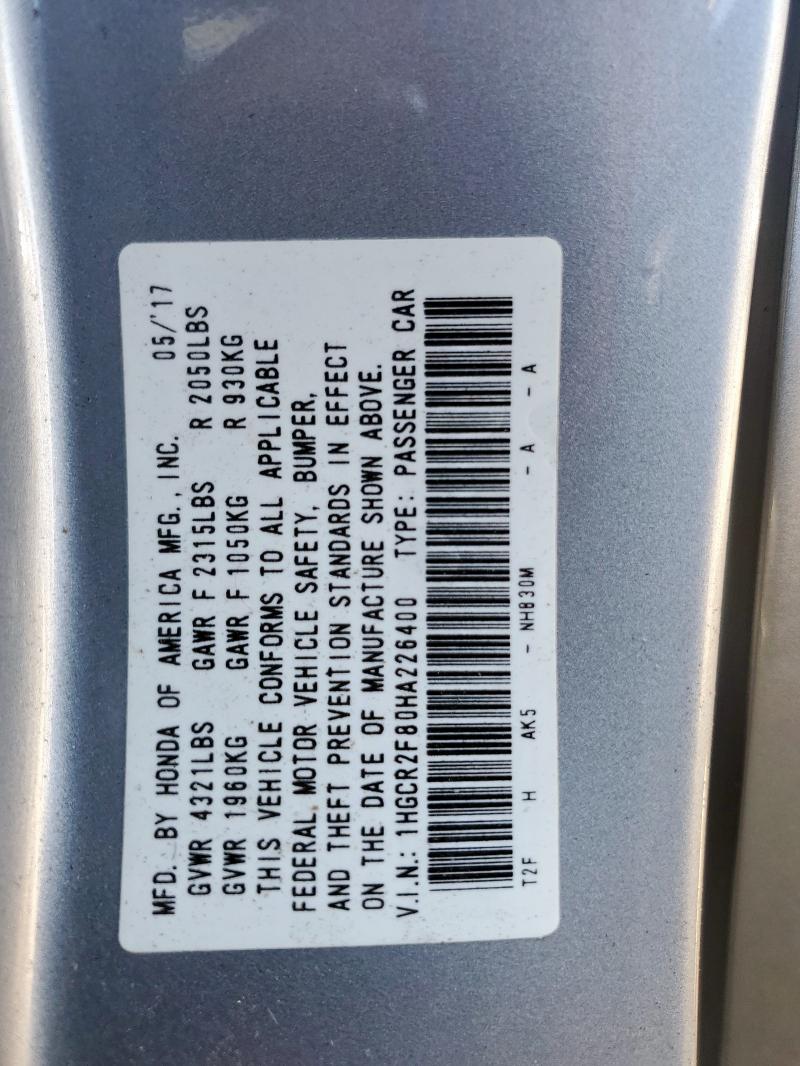 MFD. BY HONDA OF AMERICA MFG., INC. 05/'17
GVWR 4321LBS GAWR F 2315LBS R 2050LBS
GVWR 1960KG GAWR F 1050KG R 930KG
THIS VEHICLE CONFORMS TO ALL APPLICABLE
FEDERAL MOTOR VEHICLE SAFETY, BUMPER,
AND THEFT PREVENTION STANDARDS IN EFFECT
ON THE DATE OF MANUFACTURE SHOWN ABOVE.
V.I.N.: 1HGCR2F80HA226400 TYPE: PASSENGER CAR
T2F H AK5 - NH830M - A - A